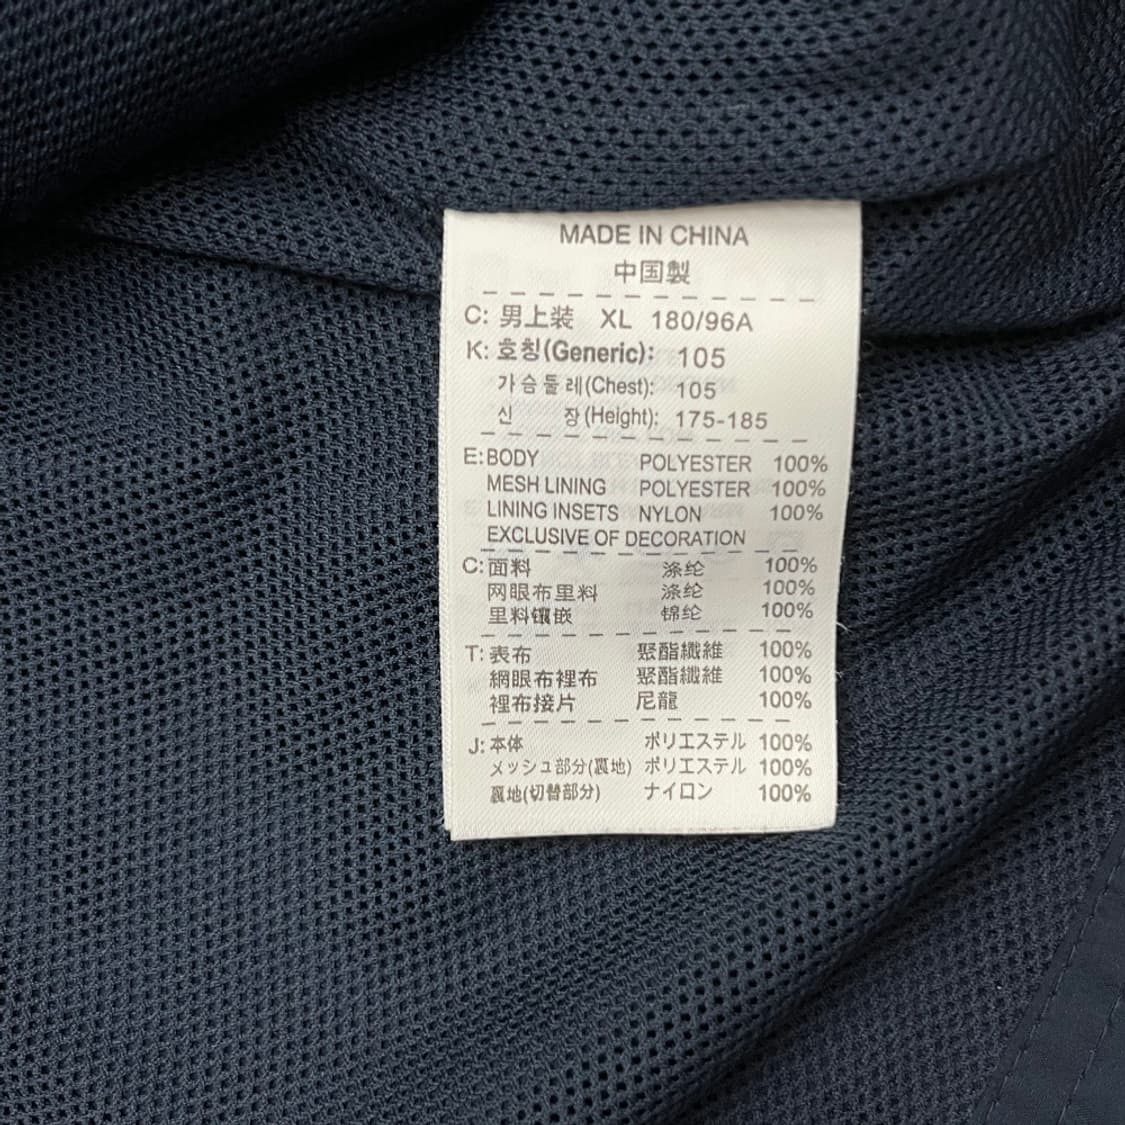 MADE IN CHINA
中国製
C: 男上装 XL 180/96A
K: 호칭(Generic): 105
가슴둘레(Chest): 105
신 장(Height): 175-185
E: BODY POLYESTER 100%
MESH LINING POLYESTER 100%
LINING INSETS NYLON 100%
EXCLUSIVE OF DECORATION
C: 面料 涤纶 100%
网眼布里料 涤纶 100%
里料镶嵌 锦纶 100%
T: 表布 聚酯纖維 100%
網眼布裡布 聚酯纖維 100%
裡布接片 尼龍 100%
J: 本体 ポリエステル 100%
メッシュ部分(裏地) ポリエステル 100%
裏地(切替部分) ナイロン 100%